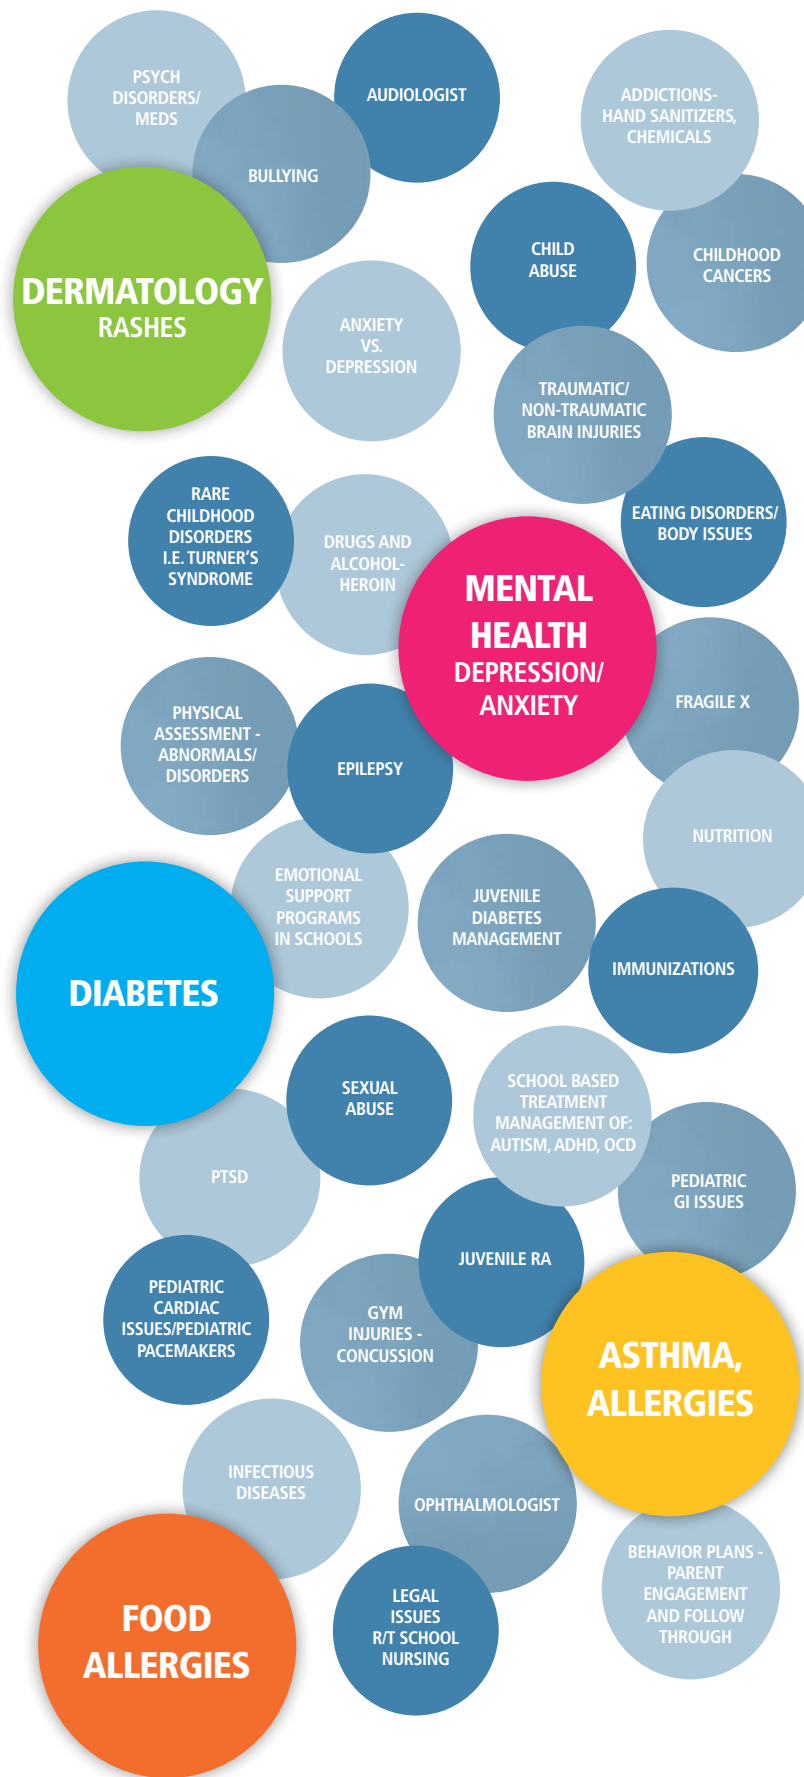 PSYCH
DISORDERS/
MEDS
AUDIOLOGIST
ADDICTIONS-
HAND SANITIZERS,
CHEMICALS
BULLYING
CHILD
ABUSE
CHILDHOOD
CANCERS
DERMATOLOGY
RASHES
ANXIETY
VS.
DEPRESSION
TRAUMATIC/
NON-TRAUMATIC
BRAIN INJURIES
RARE
CHILDHOOD
DISORDERS
I.E. TURNER'S
SYNDROME
DRUGS AND
ALCOHOL-
HEROIN
EATING DISORDERS/
BODY ISSUES
MENTAL
HEALTH
DEPRESSION/
ANXIETY
FRAGILE X
PHYSICAL
ASSESSMENT -
ABNORMALS/
DISORDERS
EPILEPSY
NUTRITION
EMOTIONAL
SUPPORT
PROGRAMS
IN SCHOOLS
JUVENILE
DIABETES
MANAGEMENT
IMMUNIZATIONS
DIABETES
SEXUAL
ABUSE
SCHOOL BASED
TREATMENT
MANAGEMENT OF:
AUTISM, ADHD, OCD
PTSD
PEDIATRIC
GI ISSUES
JUVENILE RA
PEDIATRIC
CARDIAC
ISSUES/PEDIATRIC
PACEMAKERS
GYM
INJURIES -
CONCUSSION
ASTHMA,
ALLERGIES
INFECTIOUS
DISEASES
OPHTHALMOLOGIST
BEHAVIOR PLANS -
PARENT
ENGAGEMENT
AND FOLLOW
THROUGH
FOOD
ALLERGIES
LEGAL
ISSUES
R/T SCHOOL
NURSING